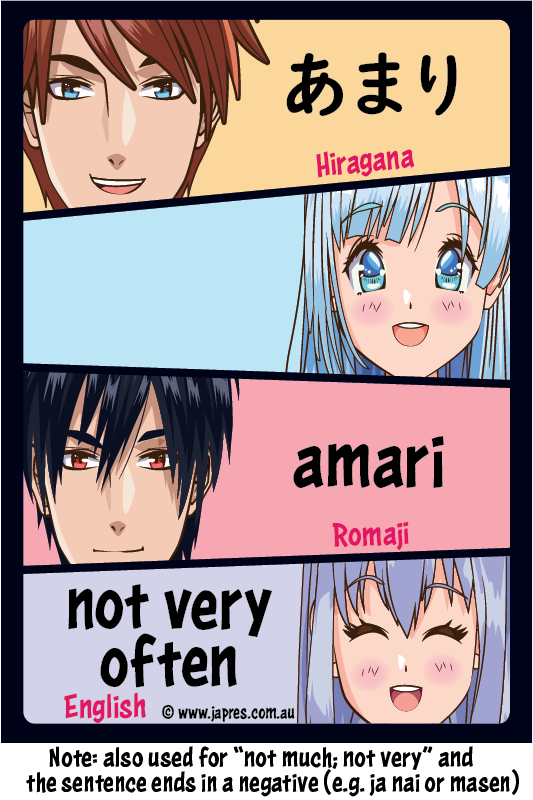 あまり
Hiragana
amari
Romaji
not very
often
English © www.japres.com.au
Note: also used for “not much; not very” and
the sentence ends in a negative (e.g. ja nai or masen)